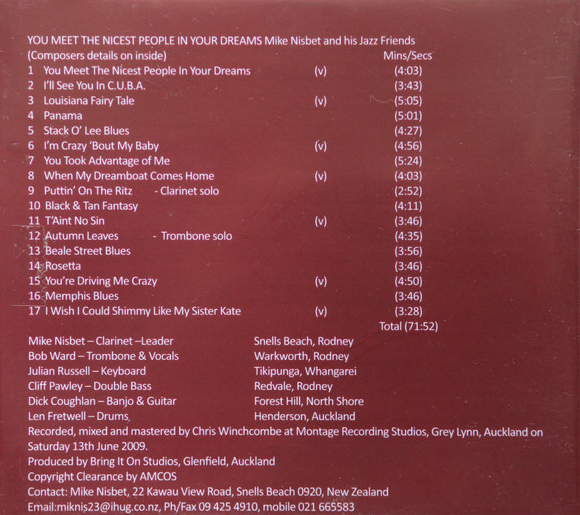 YOU MEET THE NICEST PEOPLE IN YOUR DREAMS Mike Nisbet and his Jazz Friends
(Composers details on inside) Mins/Secs
1 You Meet The Nicest People In Your Dreams (v) (4:03)
2 I'll See You In C.U.B.A. (3:43)
3 Louisiana Fairy Tale (v) (5:05)
4 Panama (5:01)
5 Stack O' Lee Blues (4:27)
6 I'm Crazy 'Bout My Baby (v) (4:56)
7 You Took Advantage of Me (5:24)
8 When My Dreamboat Comes Home (v) (4:03)
9 Puttin' On The Ritz - Clarinet solo (2:52)
10 Black & Tan Fantasy (4:11)
11 T'Aint No Sin (v) (3:46)
12 Autumn Leaves - Trombone solo (4:35)
13 Beale Street Blues (3:56)
14 Rosetta (3:46)
15 You're Driving Me Crazy (v) (4:50)
16 Memphis Blues (3:46)
17 I Wish I Could Shimmy Like My Sister Kate (v) (3:28)
Total (71:52)
Mike Nisbet – Clarinet –Leader Snells Beach, Rodney
Bob Ward – Trombone & Vocals Warkworth, Rodney
Julian Russell – Keyboard Tikipunga, Whangarei
Cliff Pawley – Double Bass Redvale, Rodney
Dick Coughlan – Banjo & Guitar Forest Hill, North Shore
Len Fretwell – Drums Henderson, Auckland
Recorded, mixed and mastered by Chris Winchcombe at Montage Recording Studios, Grey Lynn, Auckland on
Saturday 13th June 2009.
Produced by Bring It On Studios, Glenfield, Auckland
Copyright Clearance by AMCOS
Contact: Mike Nisbet, 22 Kawau View Road, Snells Beach 0920, New Zealand
Email:miknis23@ihug.co.nz, Ph/Fax 09 425 4910, mobile 021 665583